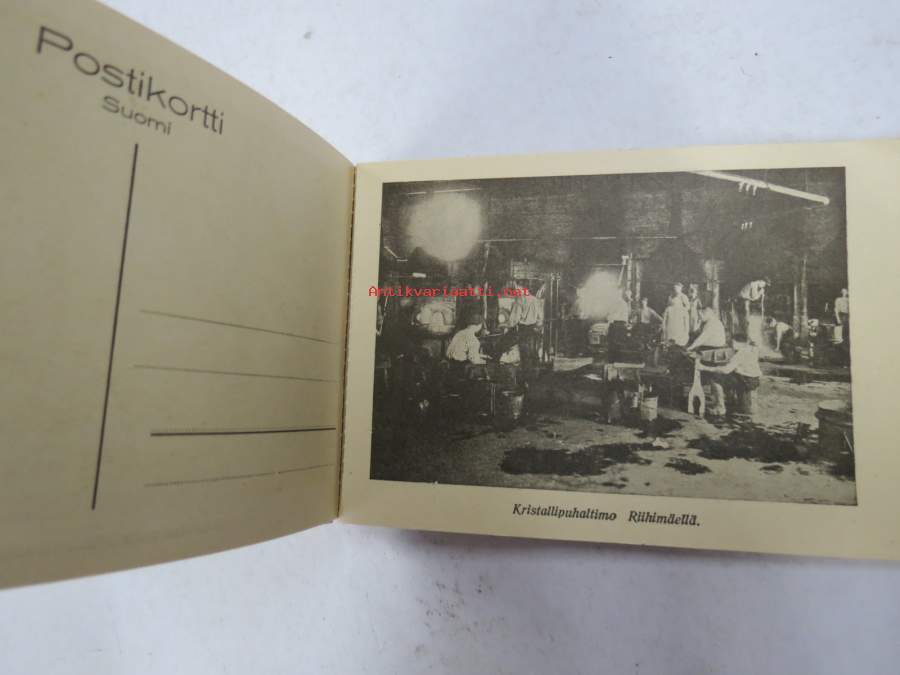 Postikortti
Suomi
Antikvariaatti.net
Kristallipuhaltimo Riihimäellä.